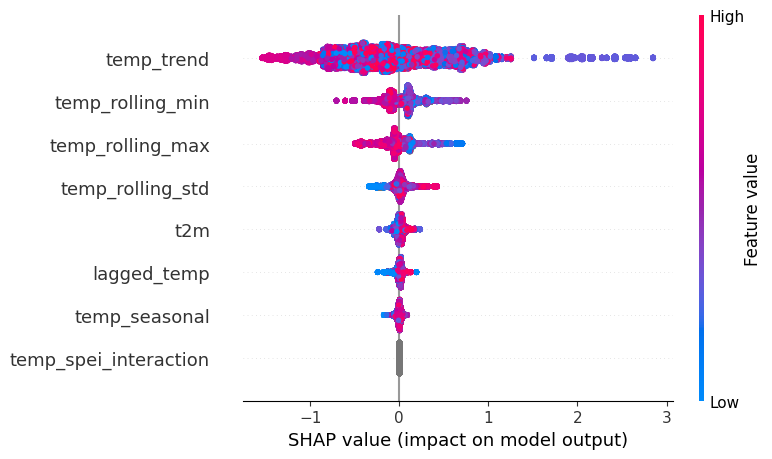 High
temp_trend
temp_rolling_min
temp_rolling_max
temp_rolling_std
t2m
lagged_temp
temp_seasonal
temp_spei_interaction
Feature value
Low
−1 0 1 2 3
SHAP value (impact on model output)